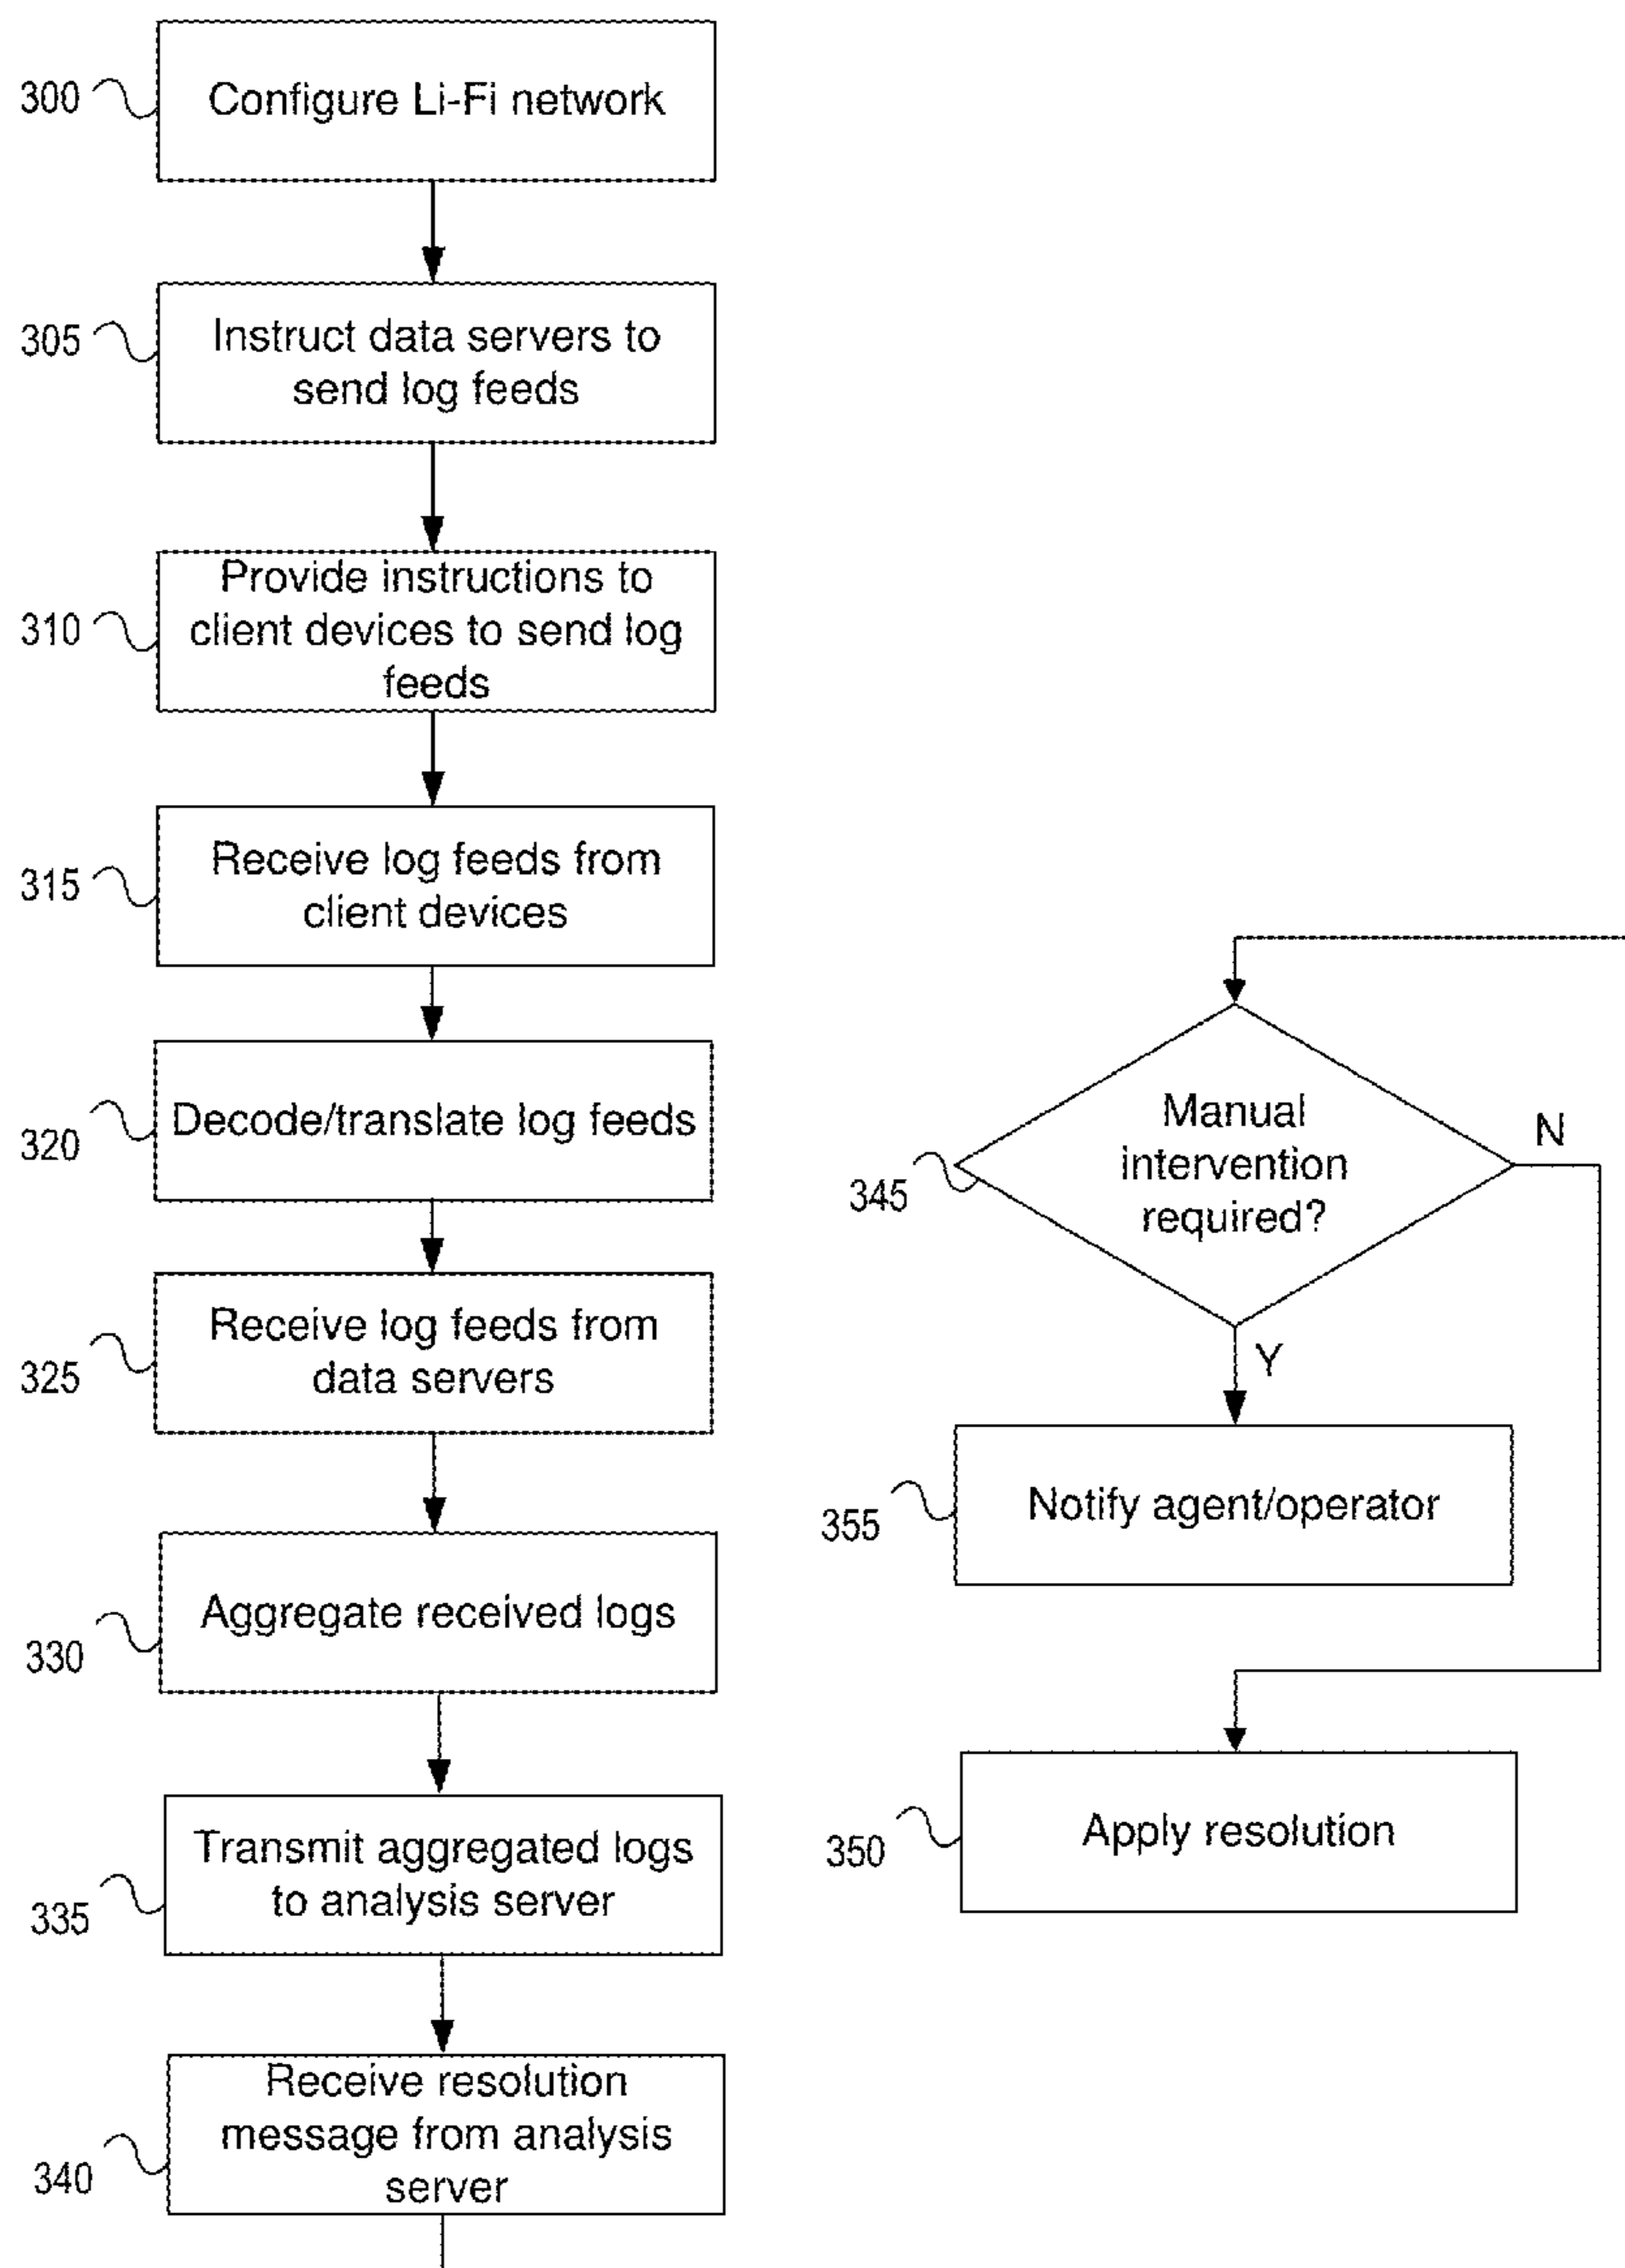 300
Configure Li-Fi network
305
Instruct data servers to
send log feeds
310
Provide instructions to
client devices to send log
feeds
315
Receive log feeds from
client devices
320
Decode/translate log feeds
325
Receive log feeds from
data servers
330
Aggregate received logs
335
Transmit aggregated logs
to analysis server
340
Receive resolution
message from analysis
server
345
Manual
intervention
required?
N
Y
355
Notify agent/operator
350
Apply resolution